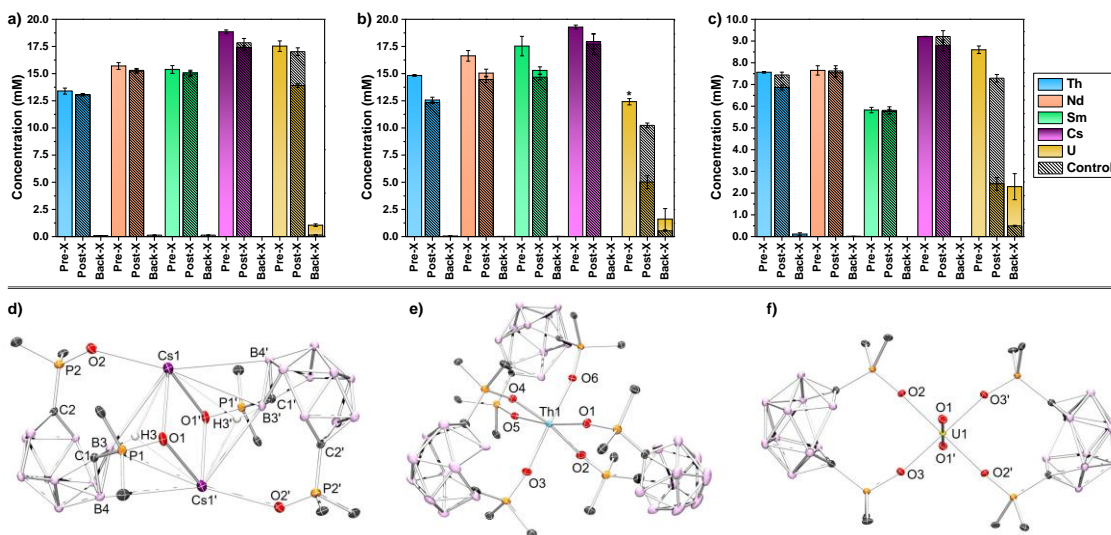 a)
20.0
17.5
15.0
12.5
10.0
7.5
5.0
2.5
0.0
Concentration (mM)
Pre-X
Post-X
Back-X
Pre-X
Post-X
Back-X
Pre-X
Post-X
Back-X
Pre-X
Post-X
Back-X
Pre-X
Post-X
Back-X
b)
20.0
17.5
15.0
12.5
10.0
7.5
5.0
2.5
0.0
Concentration (mM)
*
Pre-X
Post-X
Back-X
Pre-X
Post-X
Back-X
Pre-X
Post-X
Back-X
Pre-X
Post-X
Back-X
Pre-X
Post-X
Back-X
c)
10.0
9.0
8.0
7.0
6.0
5.0
4.0
3.0
2.0
1.0
0.0
Concentration (mM)
Pre-X
Post-X
Back-X
Pre-X
Post-X
Back-X
Pre-X
Post-X
Back-X
Pre-X
Post-X
Back-X
Pre-X
Post-X
Back-X
Th
Nd
Sm
Cs
U
Control
d)
Cs1
B4'
P2
O2
O1'
P1'
C1'
H3'
B3'
C2
H3
O1
B3
C1
P1
C2'
B4
Cs1'
O2'
P2'
e)
O4
O6
O5
Th1
O1
O2
O3
f)
O2
O3'
O1
U1
O1'
O3
O2'